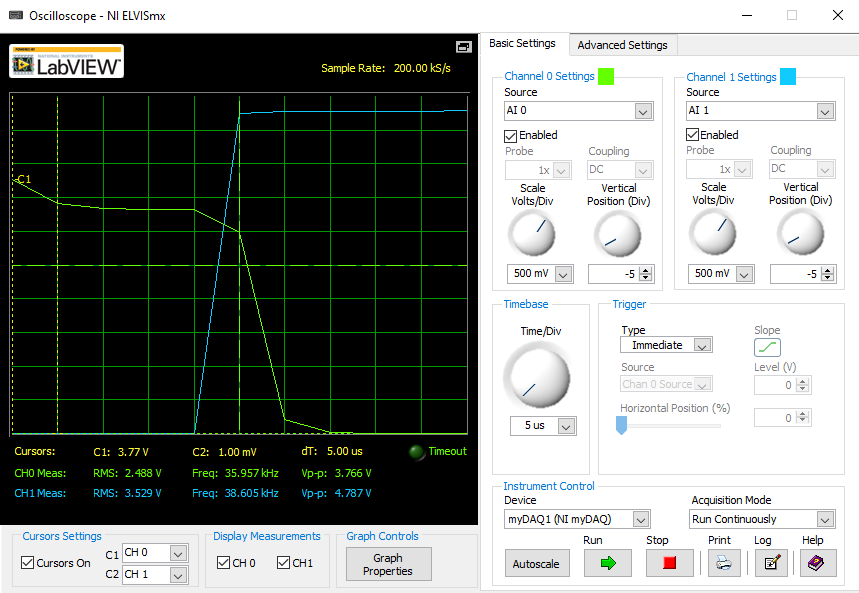 Oscilloscope - NI ELVISmx
POWERED BY
NATIONAL INSTRUMENTS
LabVIEW™
Sample Rate: 200.00 kS/s
C1
Cursors: C1: 3.77 V C2: 1.00 mV dT: 5.00 us Timeout
CH0 Meas: RMS: 2.488 V Freq: 35.957 kHz Vp-p: 3.766 V
CH1 Meas: RMS: 3.529 V Freq: 38.605 kHz Vp-p: 4.787 V
Cursors Settings
Cursors On
C1 CH 0
C2 CH 1
Display Measurements
CH 0 CH1
Graph Controls
Graph
Properties
Basic Settings Advanced Settings
Channel 0 Settings
Source
AI 0
Enabled
Probe Coupling
1x DC
Scale
Volts/Div
Vertical
Position (Div)
500 mV -5
Channel 1 Settings
Source
AI 1
Enabled
Probe Coupling
1x DC
Scale
Volts/Div
Vertical
Position (Div)
500 mV -5
Timebase
Time/Div
5 us
Trigger
Type Slope
Immediate
Source Level (V)
Chan 0 Source 0
Horizontal Position (%)
0
Instrument Control
Device Acquisition Mode
myDAQ1 (NI myDAQ) Run Continuously
Run Stop Print Log Help
Autoscale